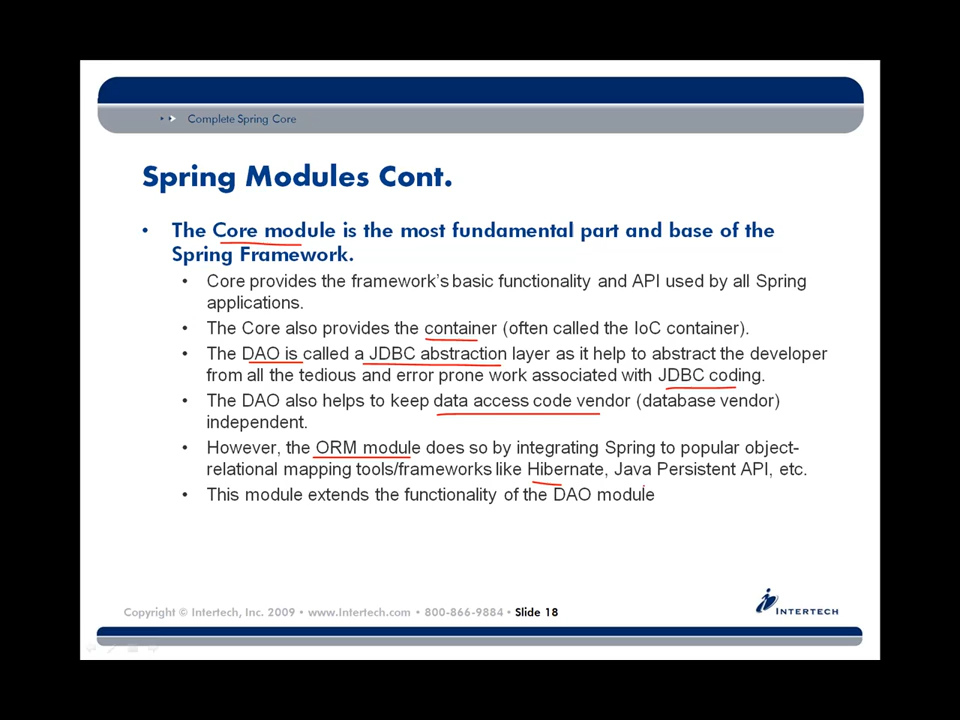 Complete Spring Core
Spring Modules Cont.
• The Core module is the most fundamental part and base of the
Spring Framework.
• Core provides the framework's basic functionality and API used by all Spring
applications.
• The Core also provides the container (often called the IoC container).
• The DAO is called a JDBC abstraction layer as it help to abstract the developer
from all the tedious and error prone work associated with JDBC coding.
• The DAO also helps to keep data access code vendor (database vendor)
independent.
• However, the ORM module does so by integrating Spring to popular object-
relational mapping tools/frameworks like Hibernate, Java Persistent API, etc.
• This module extends the functionality of the DAO module
Copyright © Intertech, Inc. 2009 • www.Intertech.com • 800-866-9884 • Slide 18
INTERTECH